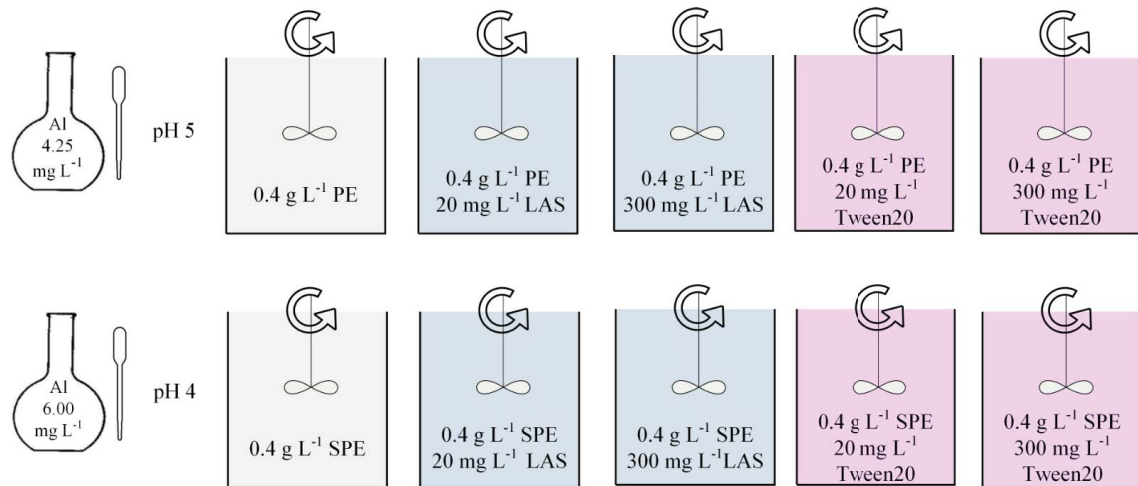 Al
4.25
mg L⁻¹
pH 5
0.4 g L⁻¹ PE
0.4 g L⁻¹ PE
20 mg L⁻¹ LAS
0.4 g L⁻¹ PE
300 mg L⁻¹ LAS
0.4 g L⁻¹ PE
20 mg L⁻¹
Tween20
0.4 g L⁻¹ PE
300 mg L⁻¹
Tween20
Al
6.00
mg L⁻¹
pH 4
0.4 g L⁻¹ SPE
0.4 g L⁻¹ SPE
20 mg L⁻¹ LAS
0.4 g L⁻¹ SPE
300 mg L⁻¹LAS
0.4 g L⁻¹ SPE
20 mg L⁻¹
Tween20
0.4 g L⁻¹ SPE
300 mg L⁻¹
Tween20